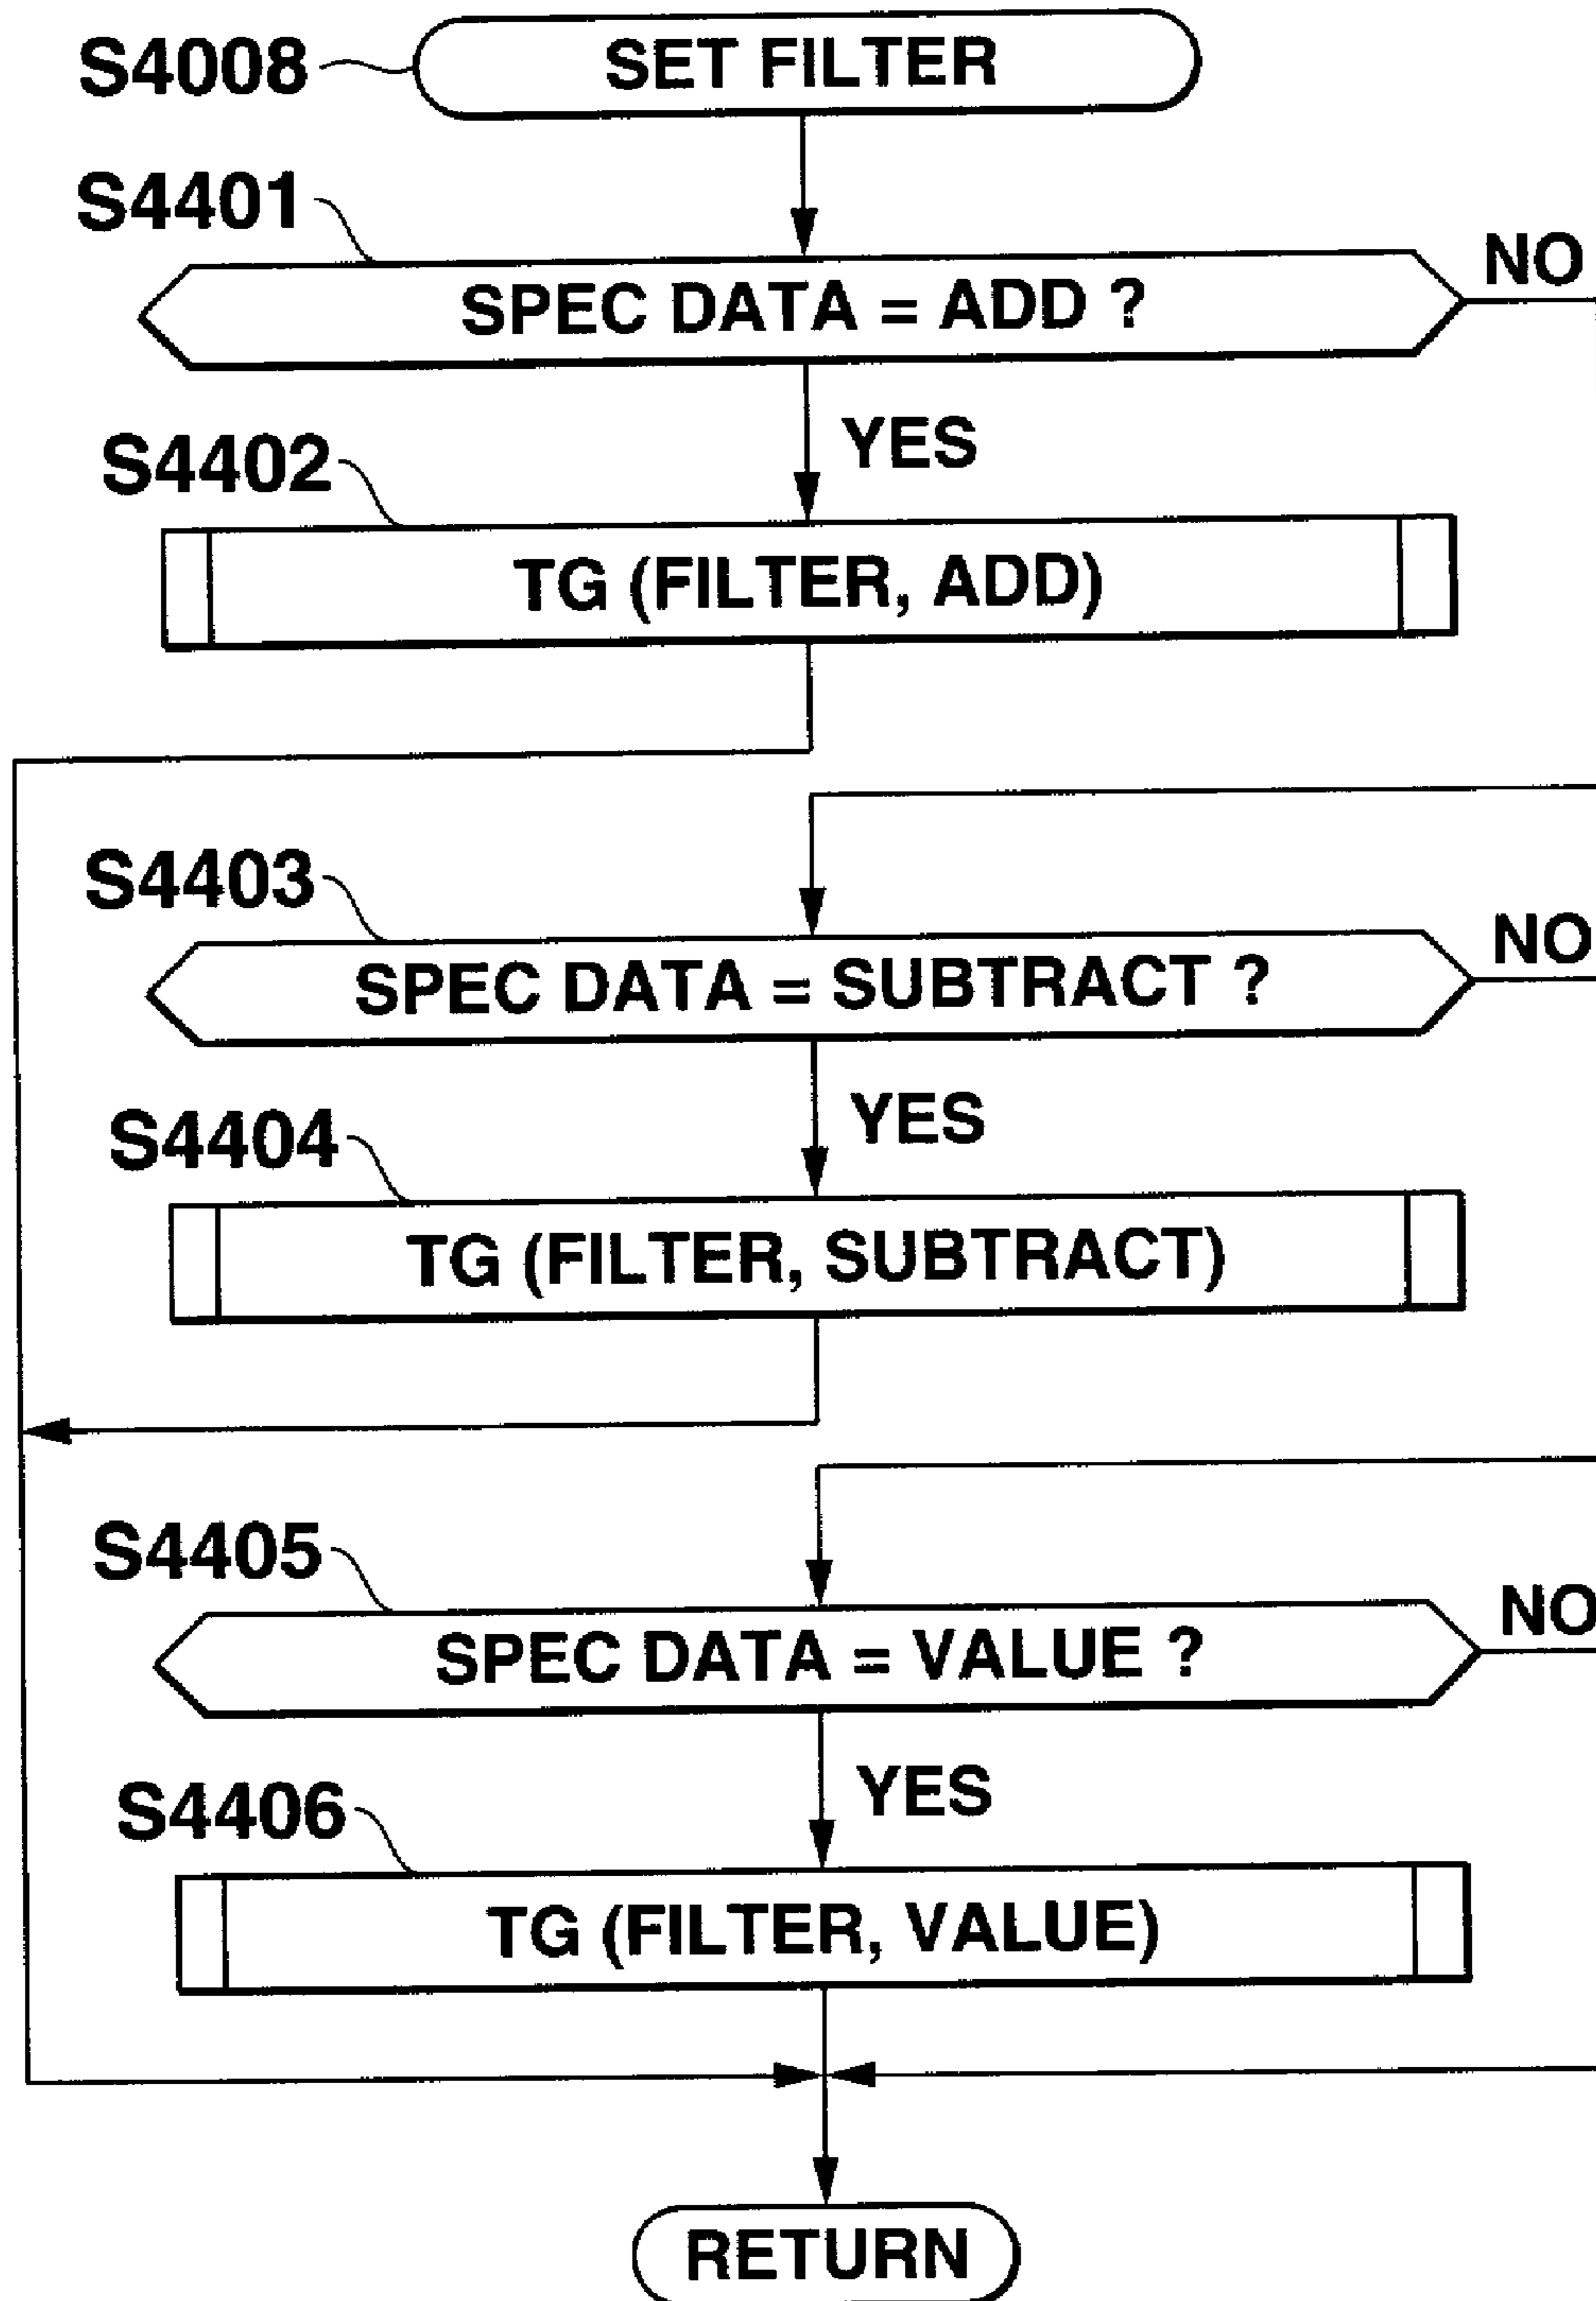 S4008
SET FILTER
S4401
NO
SPEC DATA = ADD ?
YES
S4402
TG (FILTER, ADD)
S4403
NO
SPEC DATA = SUBTRACT ?
YES
S4404
TG (FILTER, SUBTRACT)
S4405
NO
SPEC DATA = VALUE ?
YES
S4406
TG (FILTER, VALUE)
RETURN